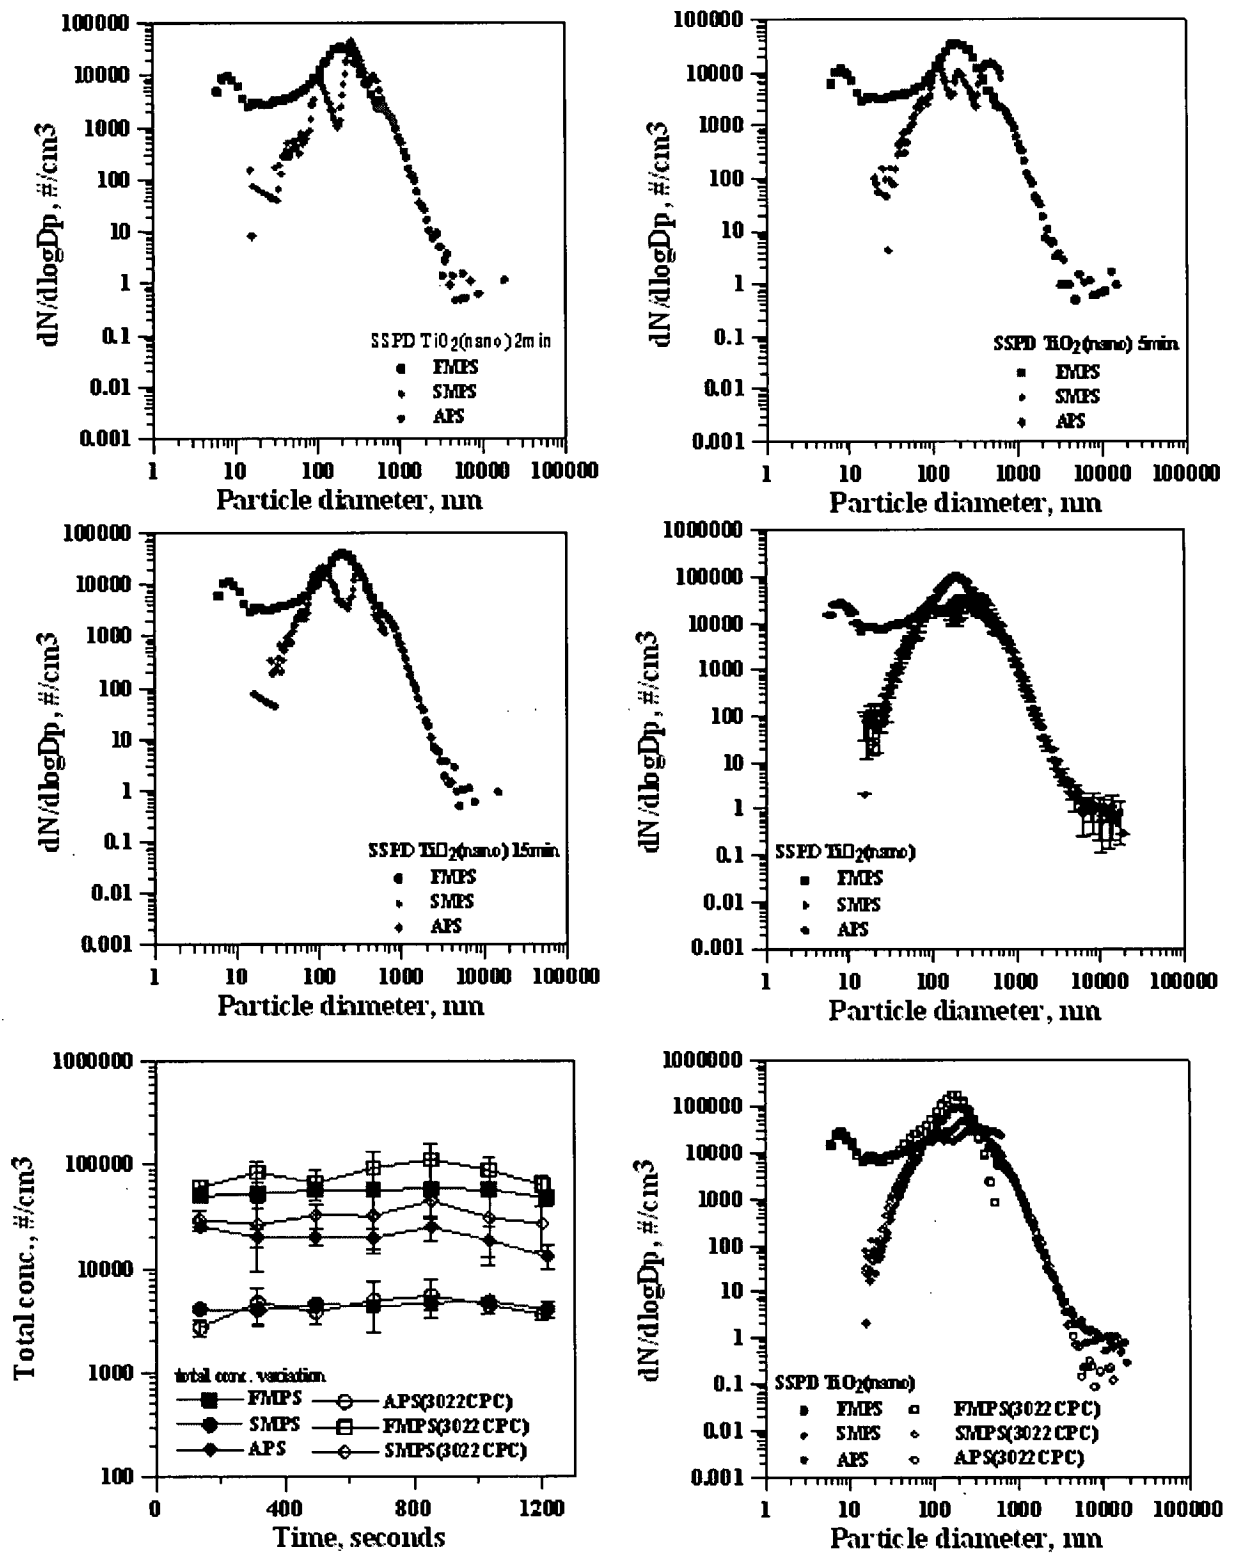 100000
10000
1000
100
10
1
0.1
0.01
0.001
dN/dlogDp, #/cm3
SSPD TiO2(nano) 2min
FMPS
SMPS
APS
1 10 100 1000 10000 100000
Particle diameter, nm
100000
10000
1000
100
10
1
0.1
0.01
0.001
dN/dlogDp, #/cm3
SSPD TiO2(nano) 5min
FMPS
SMPS
APS
1 10 100 1000 10000 100000
Particle diameter, nm
100000
10000
1000
100
10
1
0.1
0.01
0.001
dN/dlogDp, #/cm3
SSPD TiO2(nano) 15min
FMPS
SMPS
APS
1 10 100 1000 10000 100000
Particle diameter, nm
1000000
100000
10000
1000
100
10
1
0.1
0.01
0.001
dN/dlogDp, #/cm3
SSPD TiO2(nano)
FMPS
SMPS
APS
1 10 100 1000 10000 100000
Particle diameter, nm
1000000
100000
10000
1000
100
Total conc., #/cm3
total conc. variation
FMPS APS(3022CPC)
SMPS FMPS(3022CPC)
APS SMPS(3022CPC)
0 400 800 1200
Time, seconds
1000000
100000
10000
1000
100
10
1
0.1
0.01
0.001
dN/dlogDp, #/cm3
SSPD TiO2(nano)
FMPS FMPS(3022CPC)
SMPS SMPS(3022CPC)
APS APS(3022CPC)
1 10 100 1000 10000 100000
Particle diameter, nm